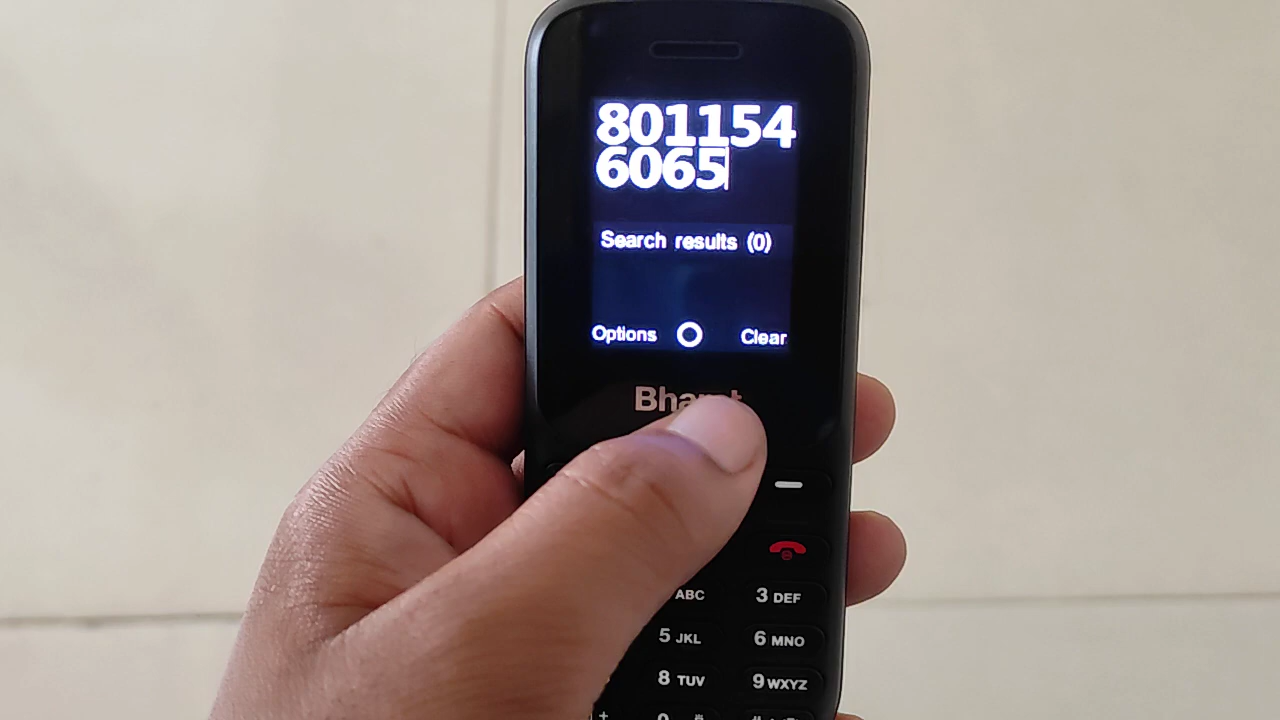 801154
6065
Search results (0)
Options Clear
ABC 3 DEF
5 JKL 6 MNO
8 TUV 9 WXYZ